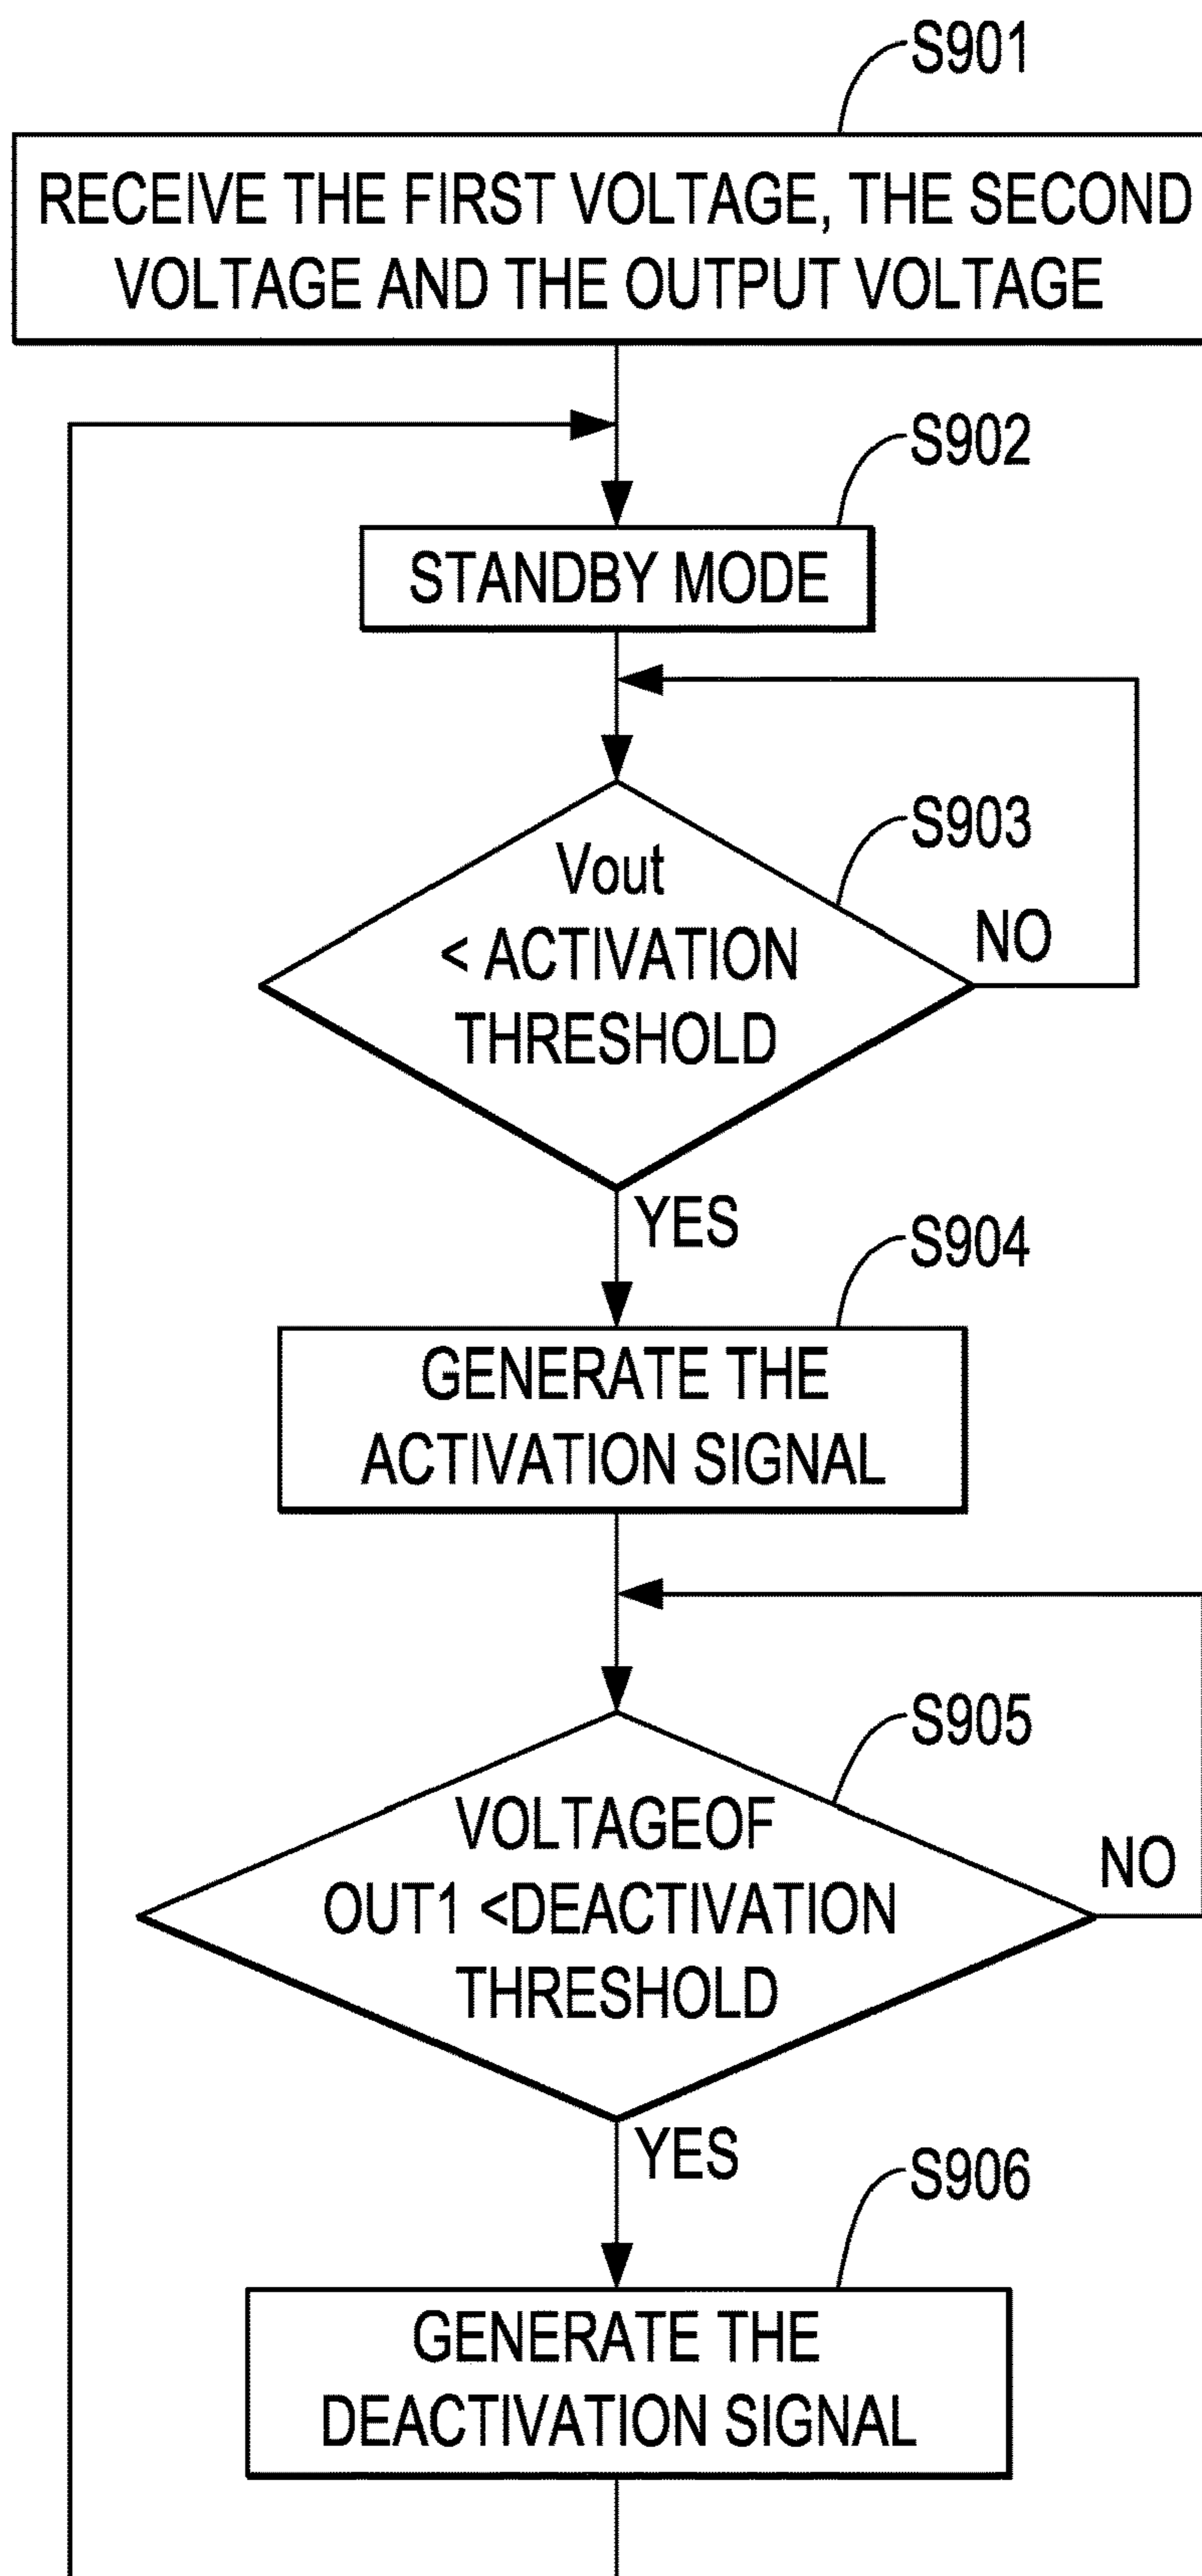 S901
RECEIVE THE FIRST VOLTAGE, THE SECOND
VOLTAGE AND THE OUTPUT VOLTAGE
S902
STANDBY MODE
S903
Vout
< ACTIVATION
THRESHOLD
NO
YES
S904
GENERATE THE
ACTIVATION SIGNAL
S905
VOLTAGEOF
OUT1 <DEACTIVATION
THRESHOLD
NO
YES
S906
GENERATE THE
DEACTIVATION SIGNAL